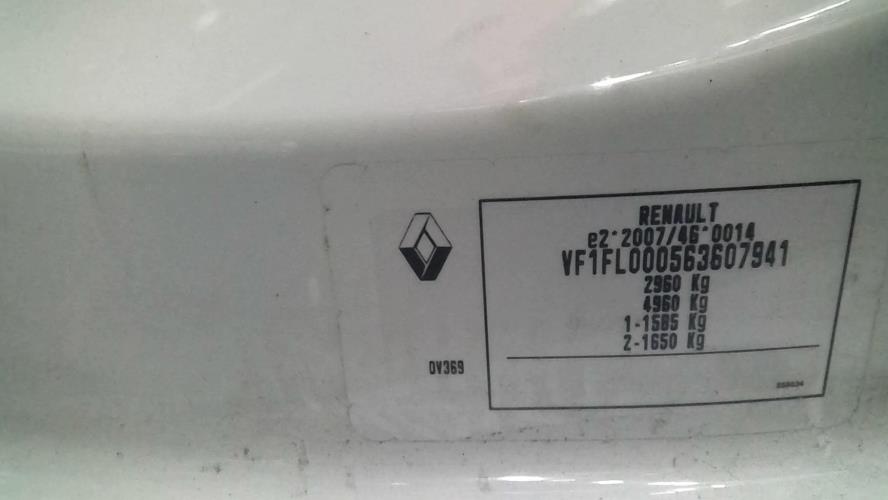 RENAULT
e2*2007/46*0014
VF1FL000563607941
2960 Kg
4960 Kg
1-1585 Kg
2-1650 Kg
OV369